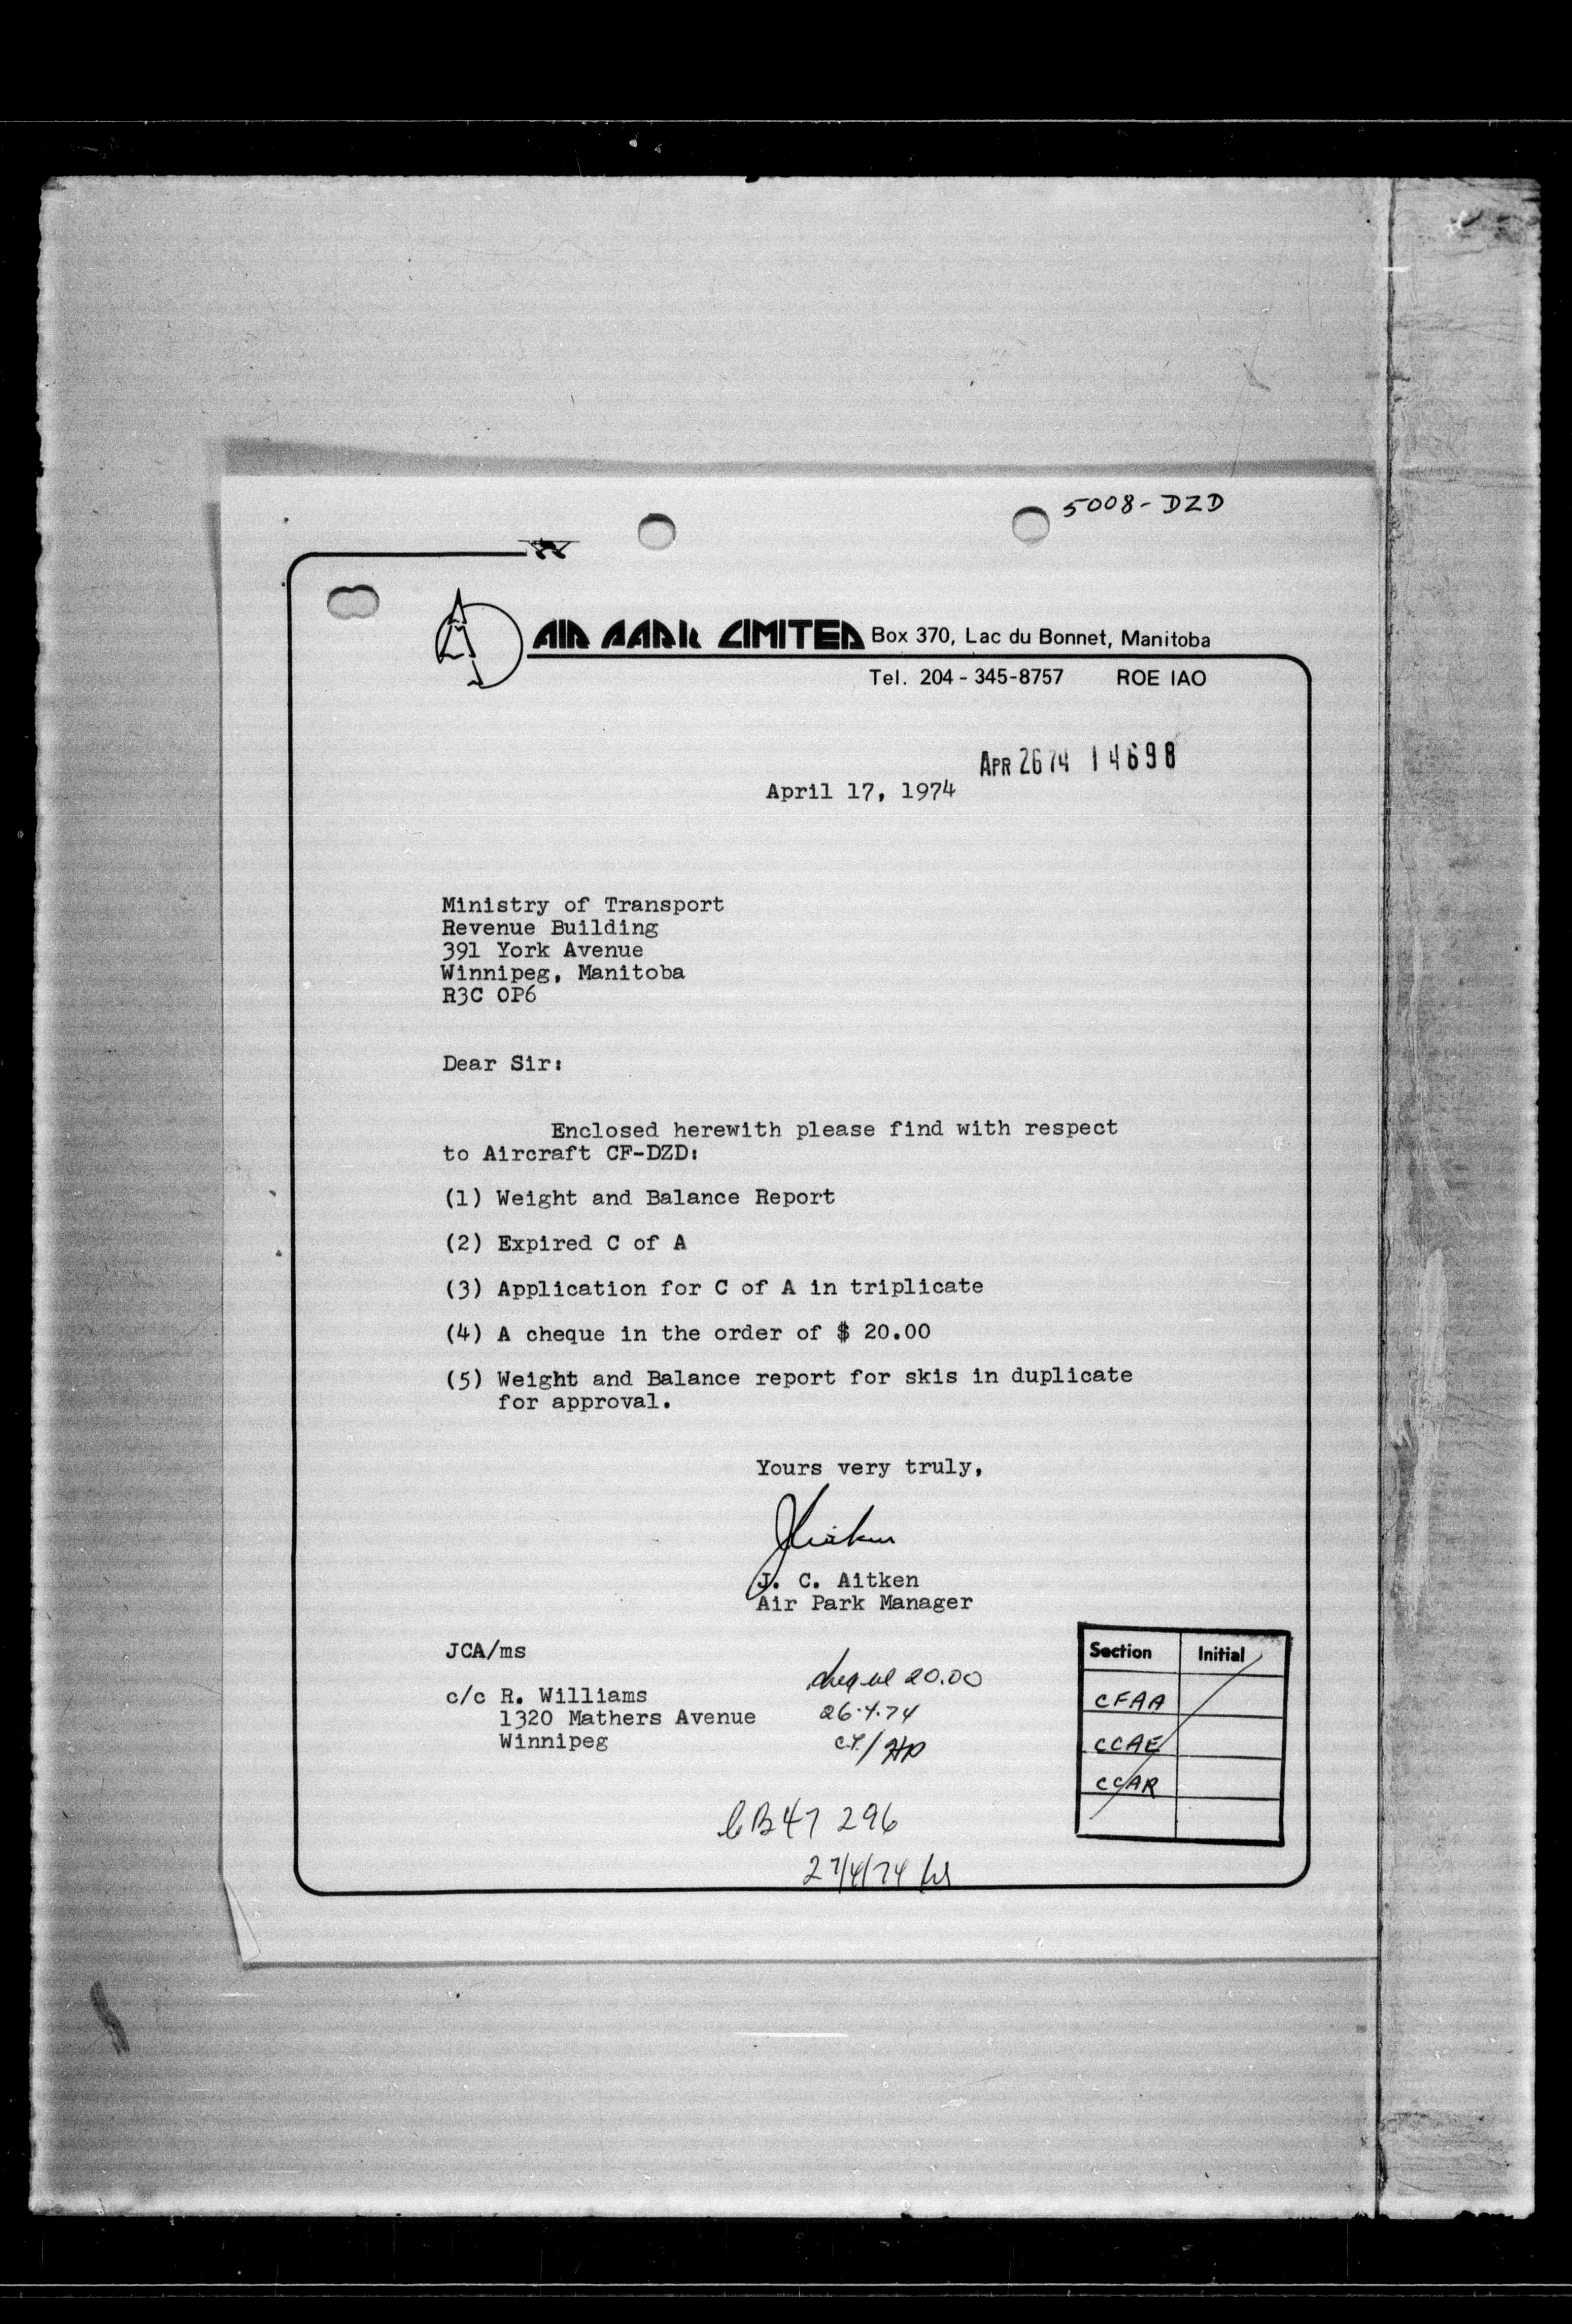 5008-DZD
AIR PARK LIMITED Box 370, Lac du Bonnet, Manitoba
Tel. 204-345-8757 ROE IAO
APR 26 74 14698
April 17, 1974
Ministry of Transport
Revenue Building
391 York Avenue
Winnipeg, Manitoba
R3C 0P6
Dear Sir:
Enclosed herewith please find with respect
to Aircraft CF-DZD:
(1) Weight and Balance Report
(2) Expired C of A
(3) Application for C of A in triplicate
(4) A cheque in the order of $ 20.00
(5) Weight and Balance report for skis in duplicate
for approval.
Yours very truly,
J. C. Aitken
Air Park Manager
JCA/ms
c/c R. Williams
1320 Mathers Avenue
Winnipeg
cheque 20.00
26.4.74
Section Initial
CFAA
CCAE
CCAR
47 296
27/4/74